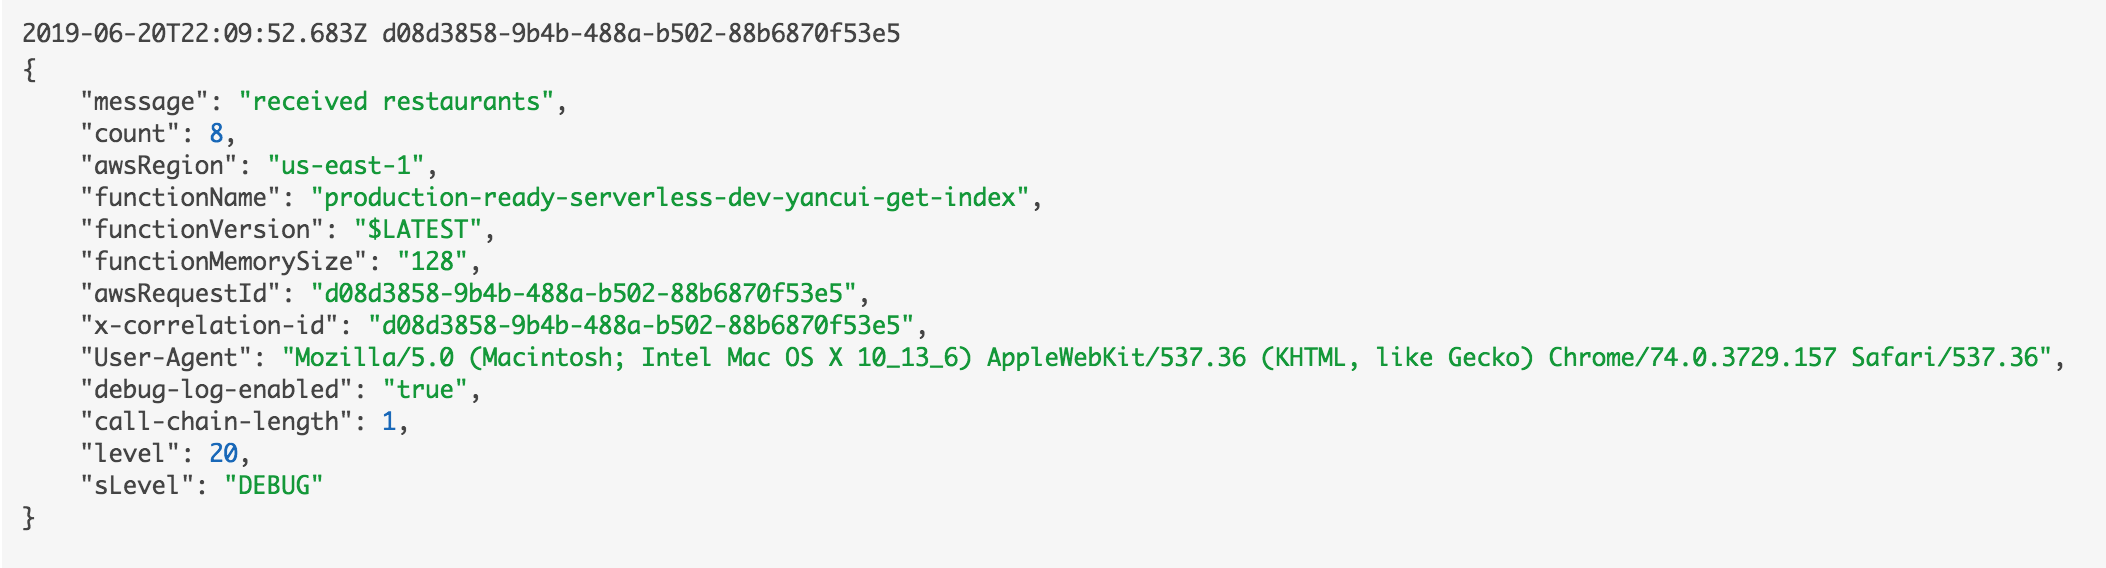 2019-06-20T22:09:52.683Z d08d3858-9b4b-488a-b502-88b6870f53e5
{
    "message": "received restaurants",
    "count": 8,
    "awsRegion": "us-east-1",
    "functionName": "production-ready-serverless-dev-yancui-get-index",
    "functionVersion": "$LATEST",
    "functionMemorySize": "128",
    "awsRequestId": "d08d3858-9b4b-488a-b502-88b6870f53e5",
    "x-correlation-id": "d08d3858-9b4b-488a-b502-88b6870f53e5",
    "User-Agent": "Mozilla/5.0 (Macintosh; Intel Mac OS X 10_13_6) AppleWebKit/537.36 (KHTML, like Gecko) Chrome/74.0.3729.157 Safari/537.36",
    "debug-log-enabled": "true",
    "call-chain-length": 1,
    "level": 20,
    "sLevel": "DEBUG"
}